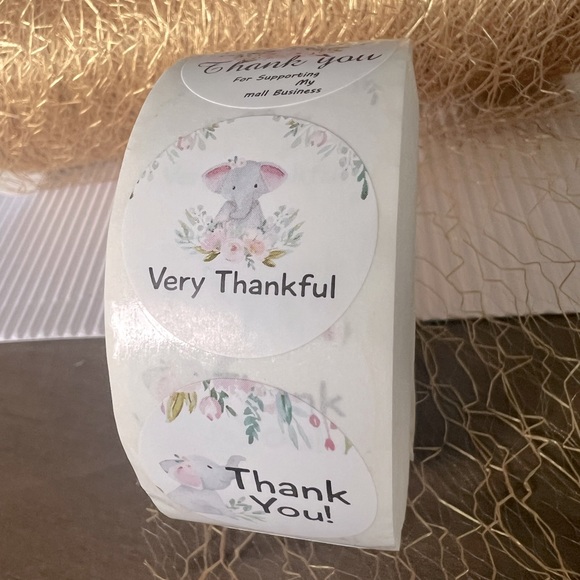 Thank you
For Supporting
My
mall Business
Very Thankful
Thank
You!